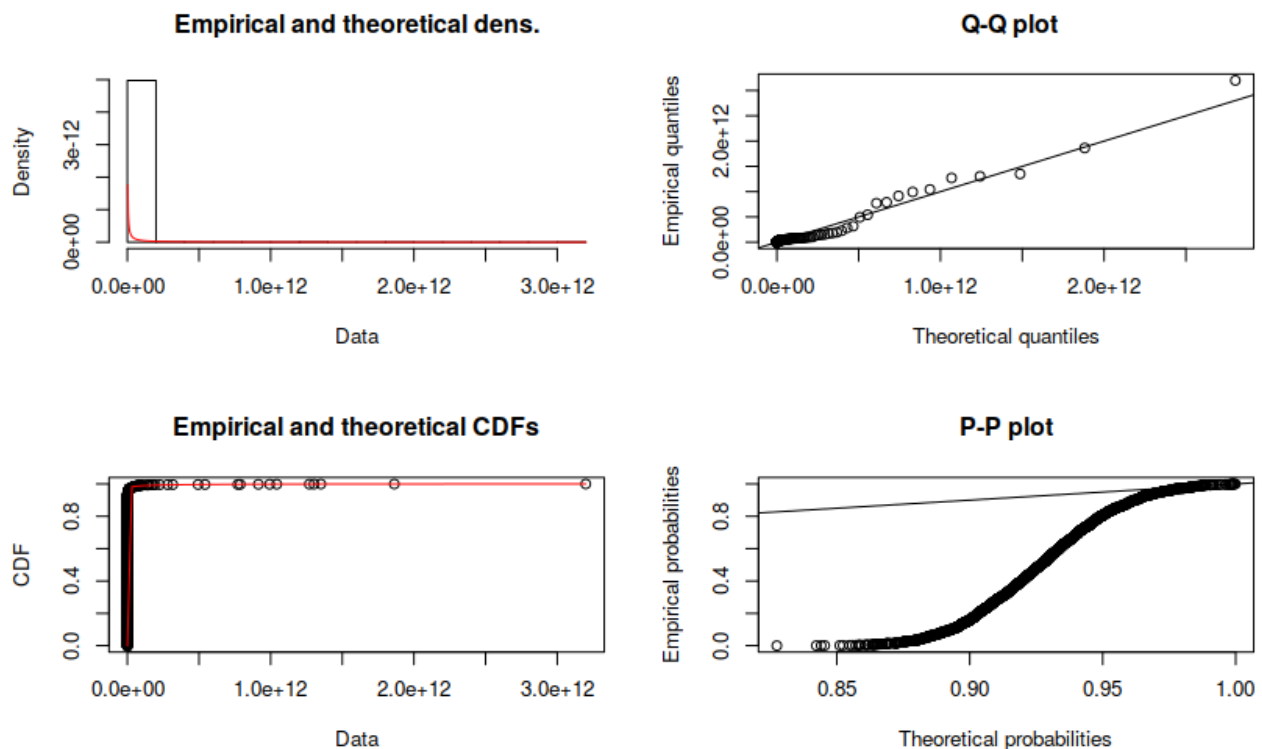 Empirical and theoretical dens.
Density
3e-12
0e+00
0.0e+00 1.0e+12 2.0e+12 3.0e+12
Data
Q-Q plot
Empirical quantiles
2.0e+12
0.0e+00
0.0e+00 1.0e+12 2.0e+12
Theoretical quantiles
Empirical and theoretical CDFs
CDF
0.8
0.4
0.0
0.0e+00 1.0e+12 2.0e+12 3.0e+12
Data
P-P plot
Empirical probabilities
0.8
0.4
0.0
0.85 0.90 0.95 1.00
Theoretical probabilities